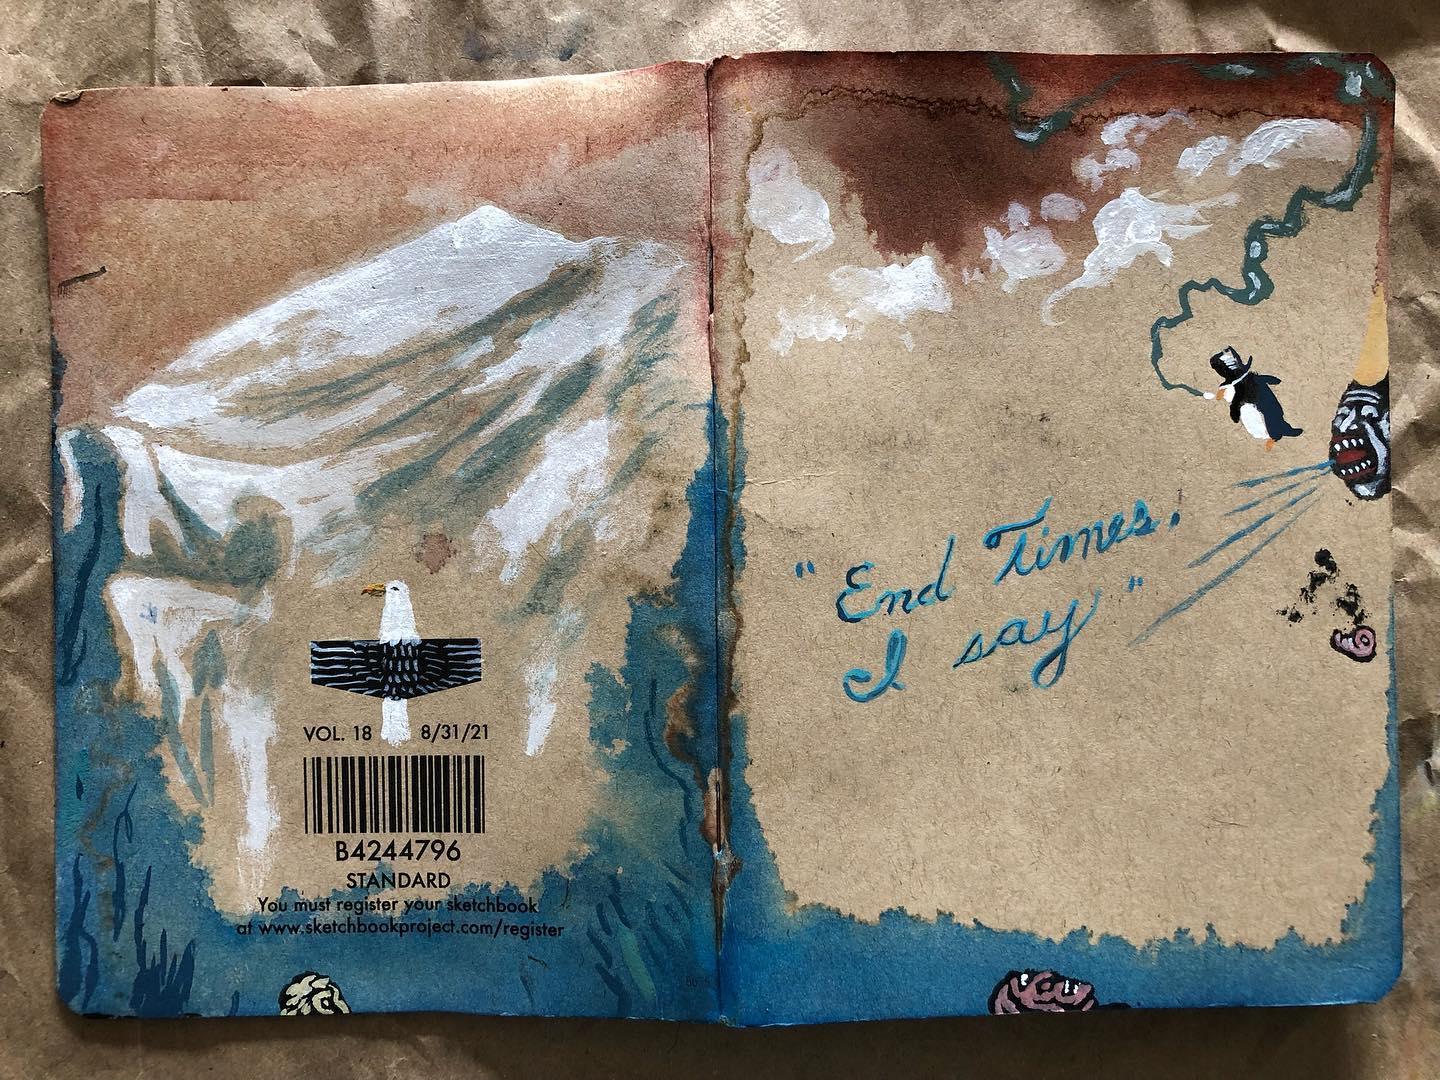 VOL. 18 8/31/21
B4244796
STANDARD
You must register your sketchbook
at www.sketchbookproject.com/register
"End Times!
I say"